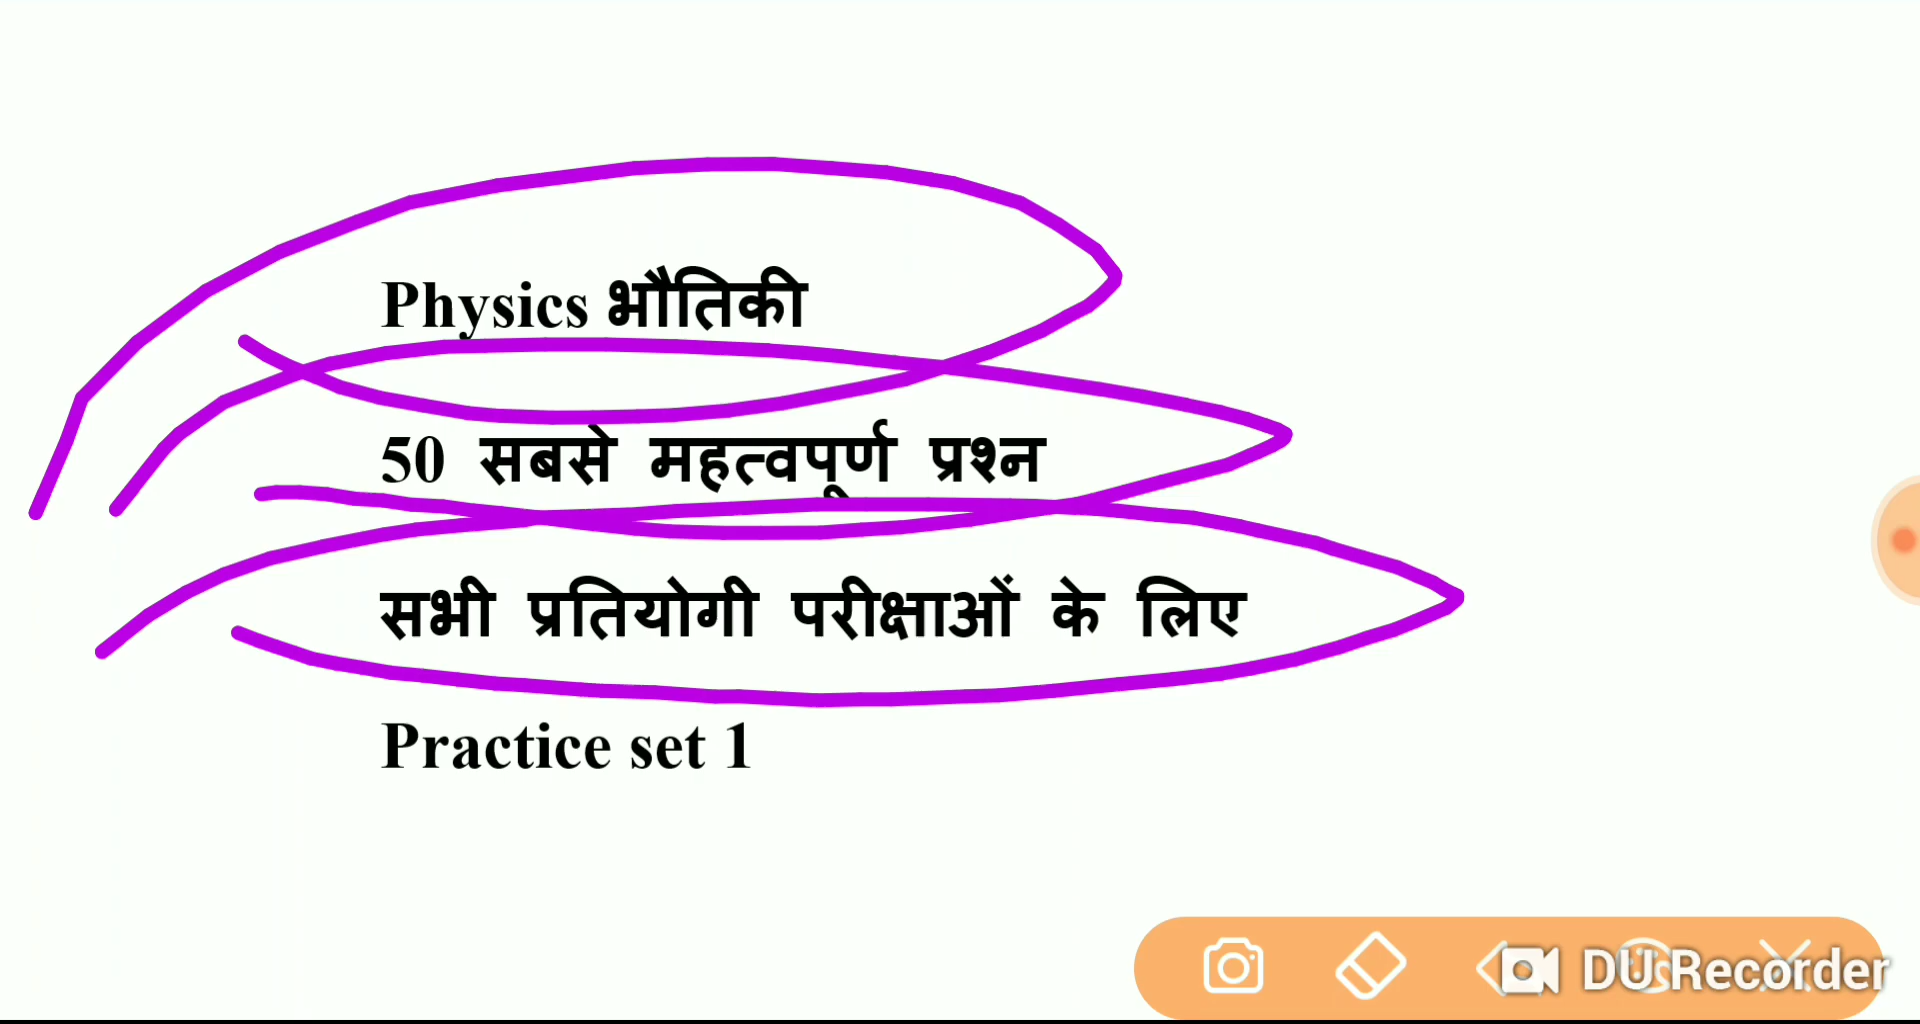 Physics भौतिकी
50 सबसे महत्वपूर्ण प्रश्न
सभी प्रतियोगी परीक्षाओं के लिए
Practice set 1
DU Recorder